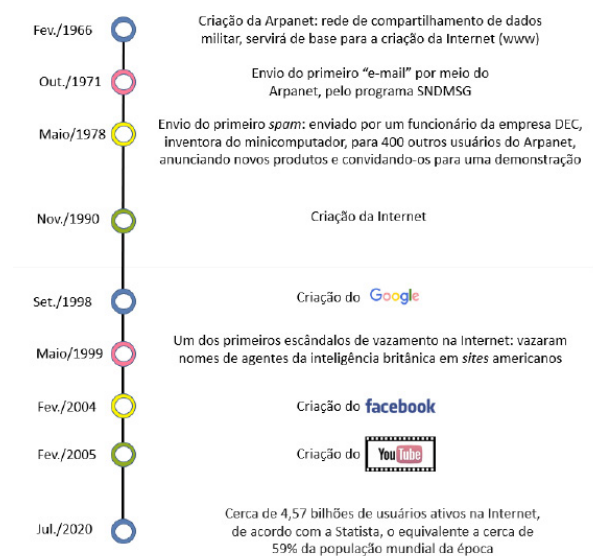 Fev./1966
Criação da Arpanet: rede de compartilhamento de dados
militar, servirá de base para a criação da Internet (www)
Out./1971
Envio do primeiro “e-mail” por meio do
Arpanet, pelo programa SNDMSG
Maio/1978
Envio do primeiro spam: enviado por um funcionário da empresa DEC,
inventora do minicomputador, para 400 outros usuários do Arpanet,
anunciando novos produtos e convidando-os para uma demonstração
Nov./1990
Criação da Internet
Set./1998
Criação do Google
Maio/1999
Um dos primeiros escândalos de vazamento na Internet: vazaram
nomes de agentes da inteligência britânica em sites americanos
Fev./2004
Criação do facebook
Fev./2005
Criação do YouTube
Jul./2020
Cerca de 4,57 bilhões de usuários ativos na Internet,
de acordo com a Statista, o equivalente a cerca de
59% da população mundial da época